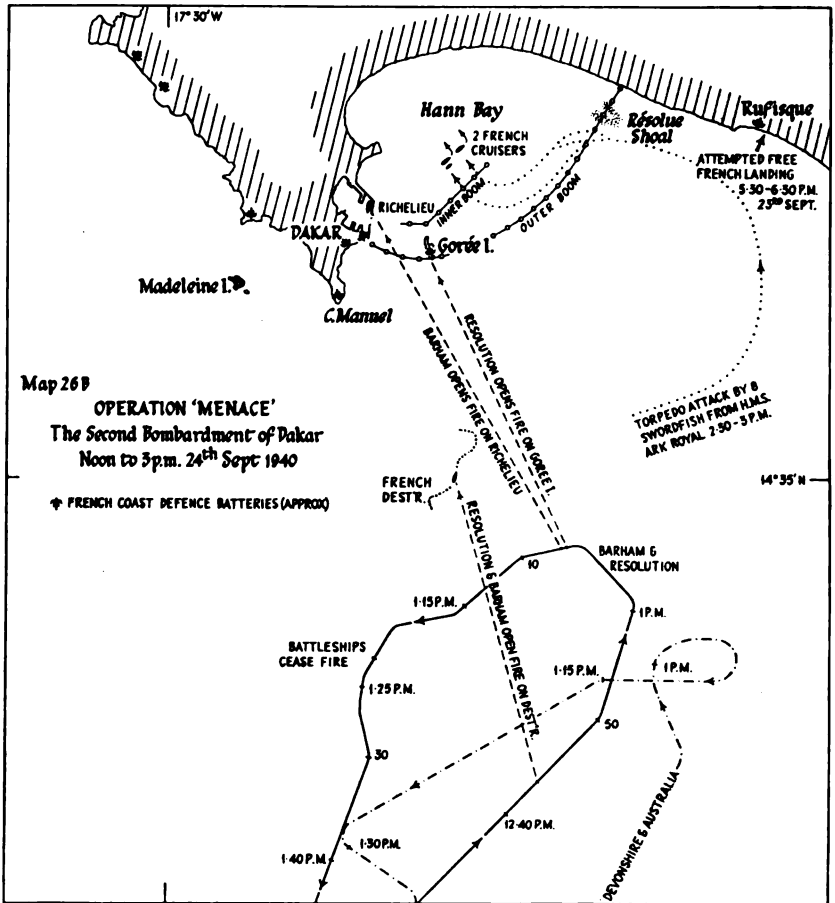 17° 30'W
Hann Bay
2 FRENCH
CRUISERS
Résolue
Shoal
Rufisque
ATTEMPTED FREE
FRENCH LANDING
5·30-6·30 P.M.
23RD SEPT.
RICHELIEU
INNER BOOM
OUTER BOOM
DAKAR
Gorée I.
Madeleine I.
C. Manuel
BARHAM OPENS FIRE ON RICHELIEU
RESOLUTION OPENS FIRE ON GORÉE I.
Map 26B
OPERATION 'MENACE'
The Second Bombardment of Dakar
Noon to 3p.m. 24th Sept 1940
FRENCH COAST DEFENCE BATTERIES (APPROX)
TORPEDO ATTACK BY 8
SWORDFISH FROM H.M.S.
ARK ROYAL 2·30-3 P.M.
FRENCH
DEST'R.
14°35'N
RESOLUTION & BARHAM OPEN FIRE ON DEST'R.
10
BARHAM &
RESOLUTION
1·15 P.M.
1 P.M.
BATTLESHIPS
CEASE FIRE
1·15 P.M.
1 P.M.
1·25 P.M.
50
30
12·40 P.M.
1·30 P.M.
1·40 P.M.
DEVONSHIRE & AUSTRALIA